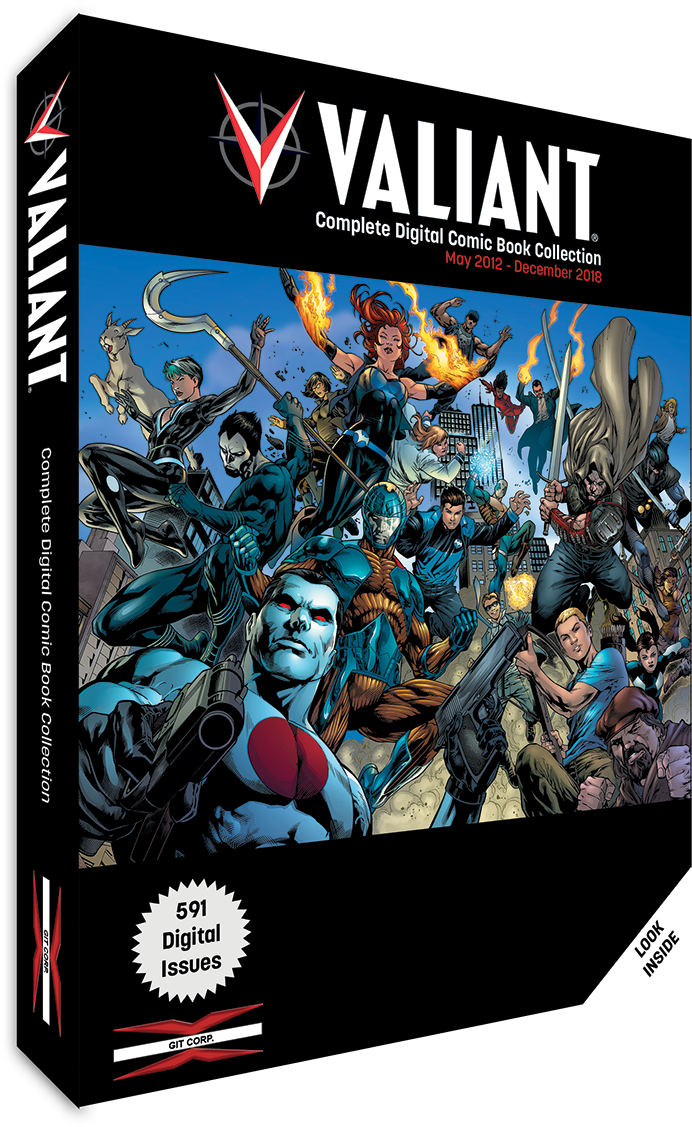 VALIANT®
Complete Digital Comic Book Collection
May 2012 - December 2018
VALIANT®
Complete Digital Comic Book Collection
GIT CORP.
591
Digital
Issues
GIT CORP.
LOOK
INSIDE